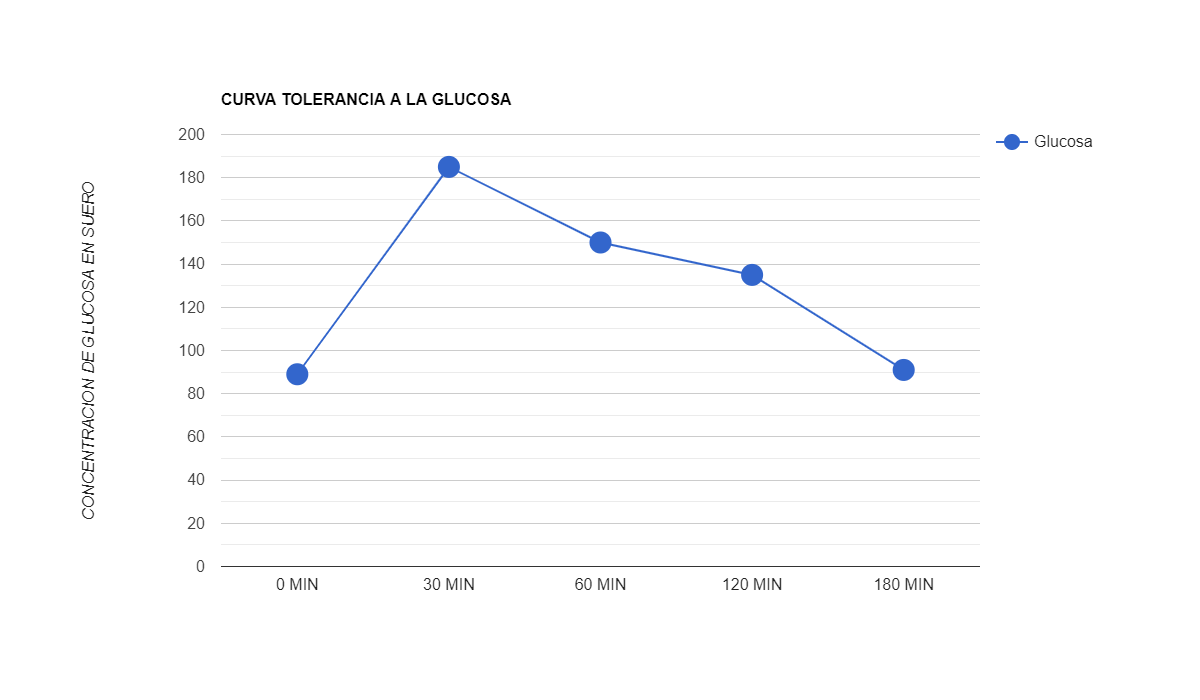 CURVA TOLERANCIA A LA GLUCOSA
Glucosa
CONCENTRACION DE GLUCOSA EN SUERO
200
180
160
140
120
100
80
60
40
20
0
0 MIN
30 MIN
60 MIN
120 MIN
180 MIN